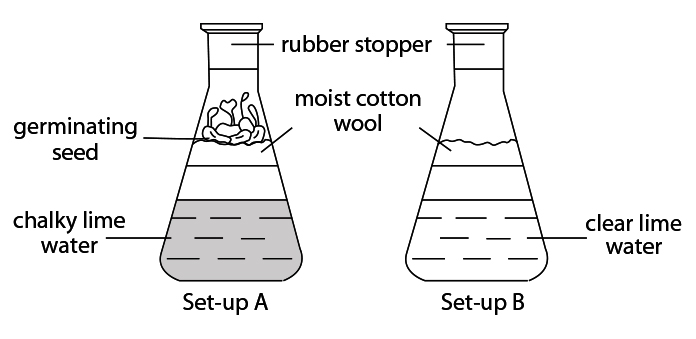 rubber stopper
moist cotton
wool
germinating
seed
chalky lime
water
clear lime
water
Set-up A
Set-up B